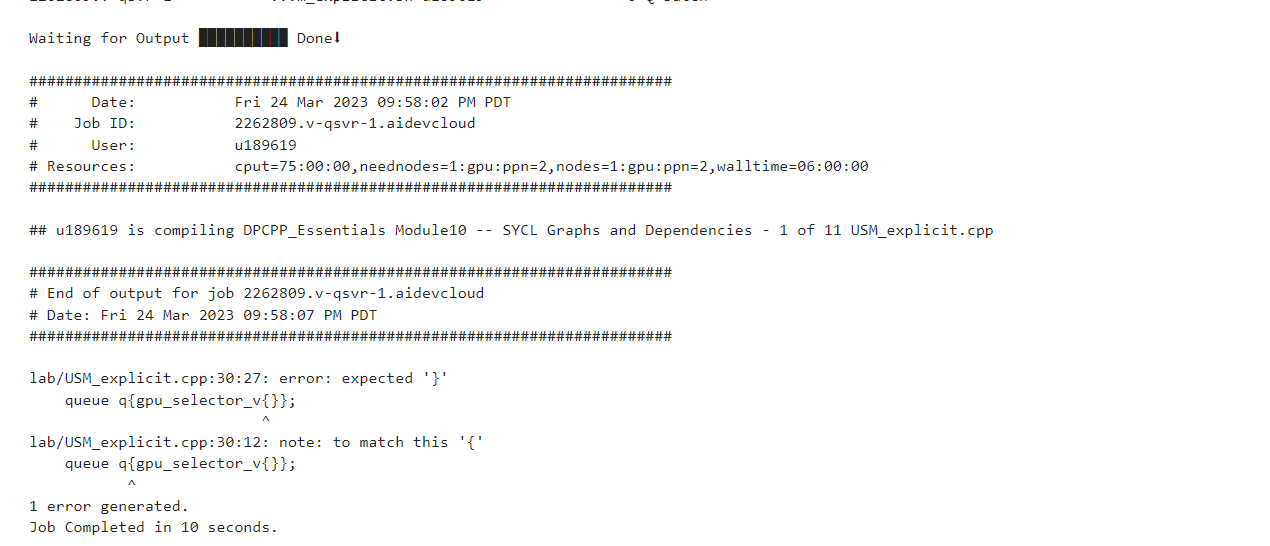 Waiting for Output ██████████ Done⬇
########################################################################
#      Date:           Fri 24 Mar 2023 09:58:02 PM PDT
#    Job ID:           2262809.v-qsvr-1.aidevcloud
#      User:           u189619
# Resources:           cput=75:00:00,neednodes=1:gpu:ppn=2,nodes=1:gpu:ppn=2,walltime=06:00:00
########################################################################
## u189619 is compiling DPCPP_Essentials Module10 -- SYCL Graphs and Dependencies - 1 of 11 USM_explicit.cpp
########################################################################
# End of output for job 2262809.v-qsvr-1.aidevcloud
# Date: Fri 24 Mar 2023 09:58:07 PM PDT
########################################################################
lab/USM_explicit.cpp:30:27: error: expected '}'
    queue q{gpu_selector_v{}};
                          ^
lab/USM_explicit.cpp:30:12: note: to match this '{'
    queue q{gpu_selector_v{}};
           ^
1 error generated.
Job Completed in 10 seconds.